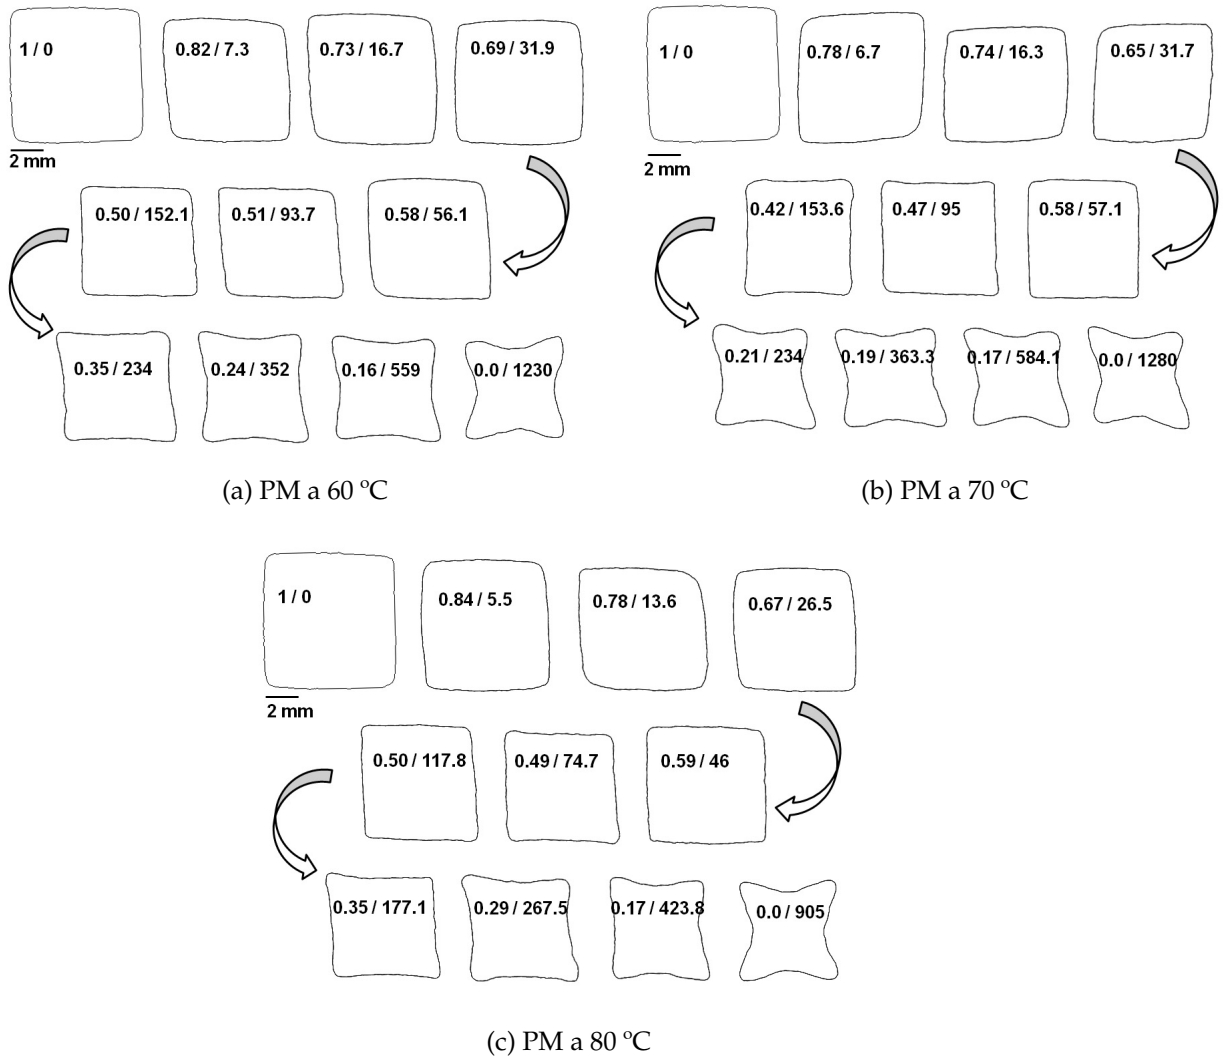 1 / 0
0.82 / 7.3
0.73 / 16.7
0.69 / 31.9
2 mm
0.50 / 152.1
0.51 / 93.7
0.58 / 56.1
0.35 / 234
0.24 / 352
0.16 / 559
0.0 / 1230
(a) PM a 60 ºC
1 / 0
0.78 / 6.7
0.74 / 16.3
0.65 / 31.7
2 mm
0.42 / 153.6
0.47 / 95
0.58 / 57.1
0.21 / 234
0.19 / 363.3
0.17 / 584.1
0.0 / 1280
(b) PM a 70 ºC
1 / 0
0.84 / 5.5
0.78 / 13.6
0.67 / 26.5
2 mm
0.50 / 117.8
0.49 / 74.7
0.59 / 46
0.35 / 177.1
0.29 / 267.5
0.17 / 423.8
0.0 / 905
(c) PM a 80 ºC